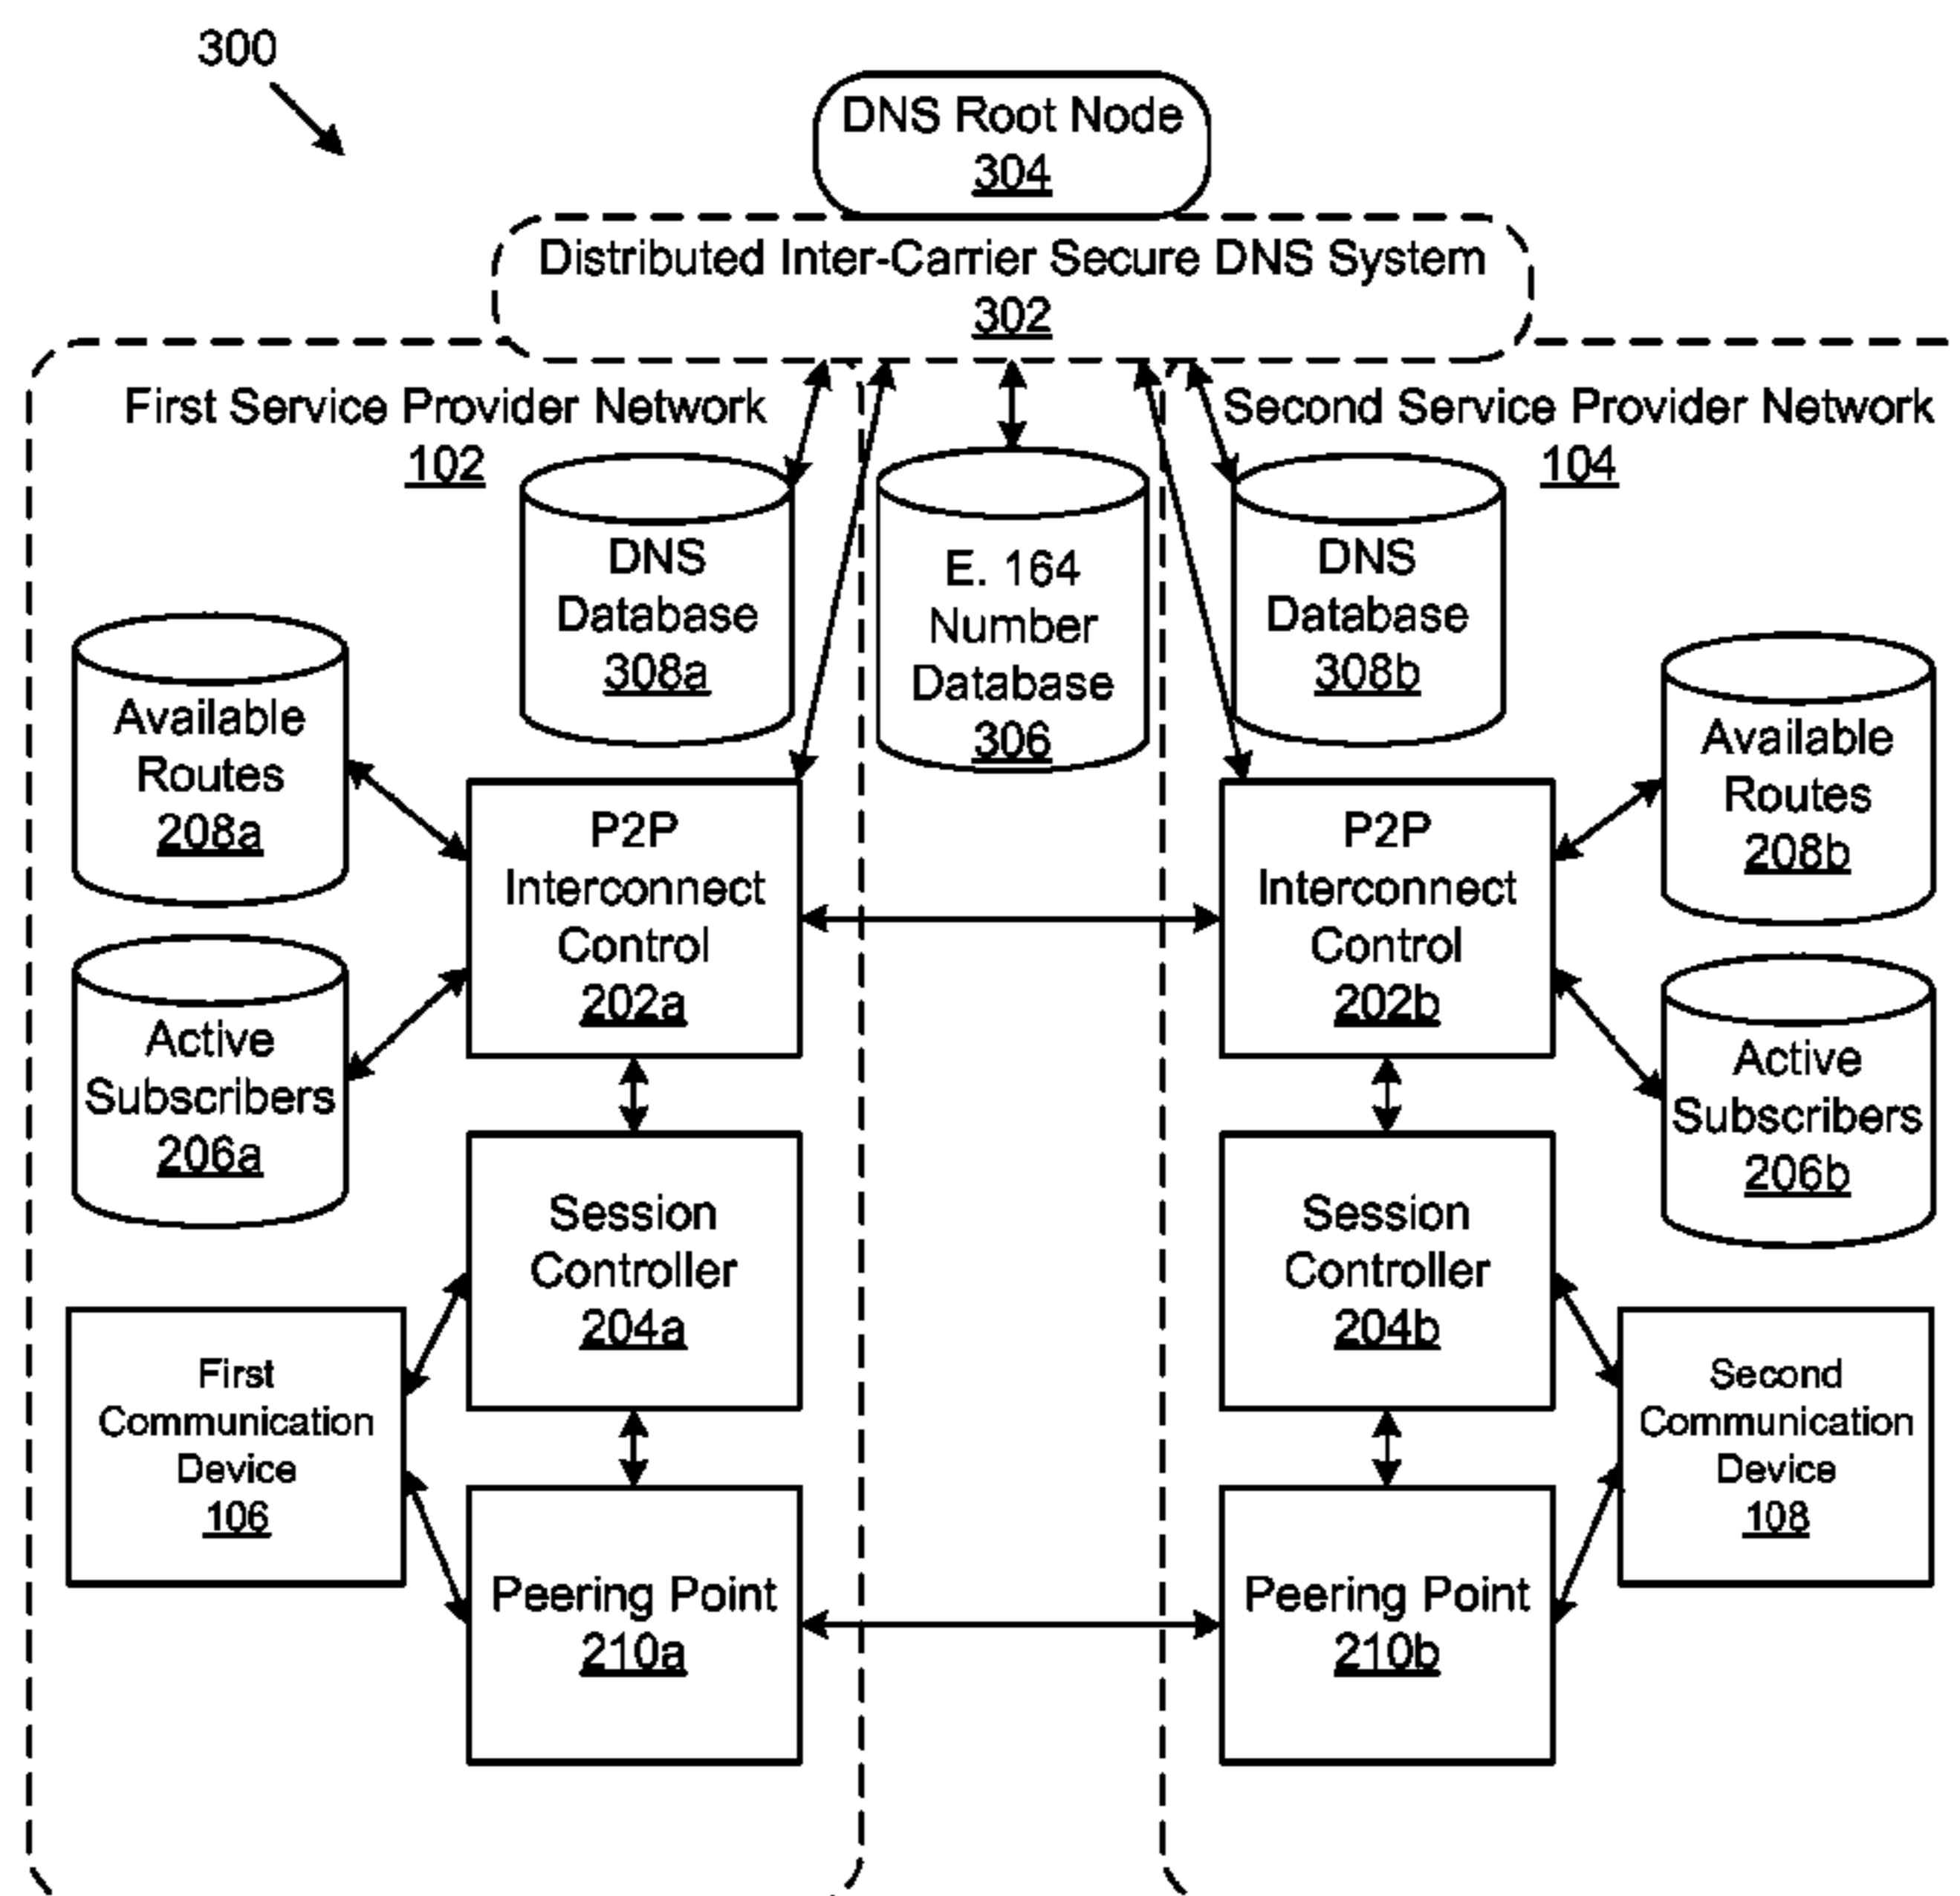 300
DNS Root Node
304
Distributed Inter-Carrier Secure DNS System
302
First Service Provider Network
102
Second Service Provider Network
104
DNS
Database
308a
E. 164
Number
Database
306
DNS
Database
308b
Available
Routes
208a
P2P
Interconnect
Control
202a
P2P
Interconnect
Control
202b
Available
Routes
208b
Active
Subscribers
206a
Active
Subscribers
206b
Session
Controller
204a
Session
Controller
204b
First
Communication
Device
106
Second
Communication
Device
108
Peering Point
210a
Peering Point
210b